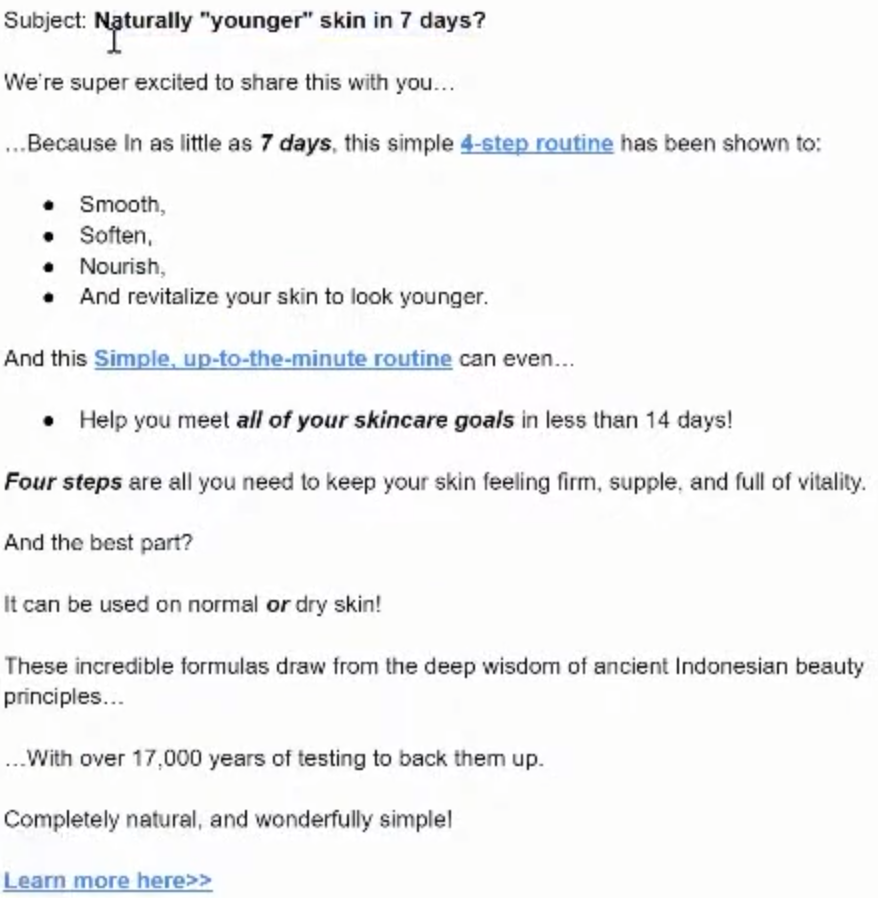 Subject: Naturally "younger" skin in 7 days?
We're super excited to share this with you…
…Because In as little as 7 days, this simple 4-step routine has been shown to:
● Smooth,
● Soften,
● Nourish,
● And revitalize your skin to look younger.
And this Simple, up-to-the-minute routine can even…
● Help you meet all of your skincare goals in less than 14 days!
Four steps are all you need to keep your skin feeling firm, supple, and full of vitality.
And the best part?
It can be used on normal or dry skin!
These incredible formulas draw from the deep wisdom of ancient Indonesian beauty
principles…
…With over 17,000 years of testing to back them up.
Completely natural, and wonderfully simple!
Learn more here>>